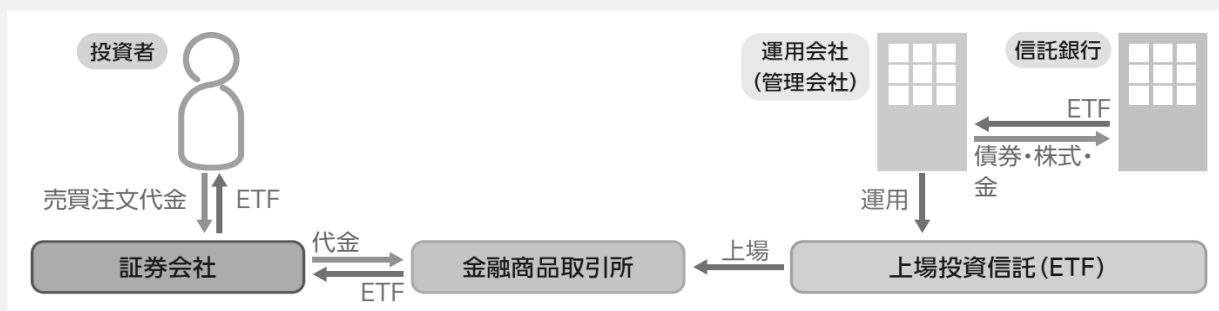 投資者
運用会社
(管理会社)
信託銀行
ETF
債券・株式・
金
売買注文代金
ETF
運用
証券会社
代金
ETF
金融商品取引所
上場
上場投資信託(ETF)